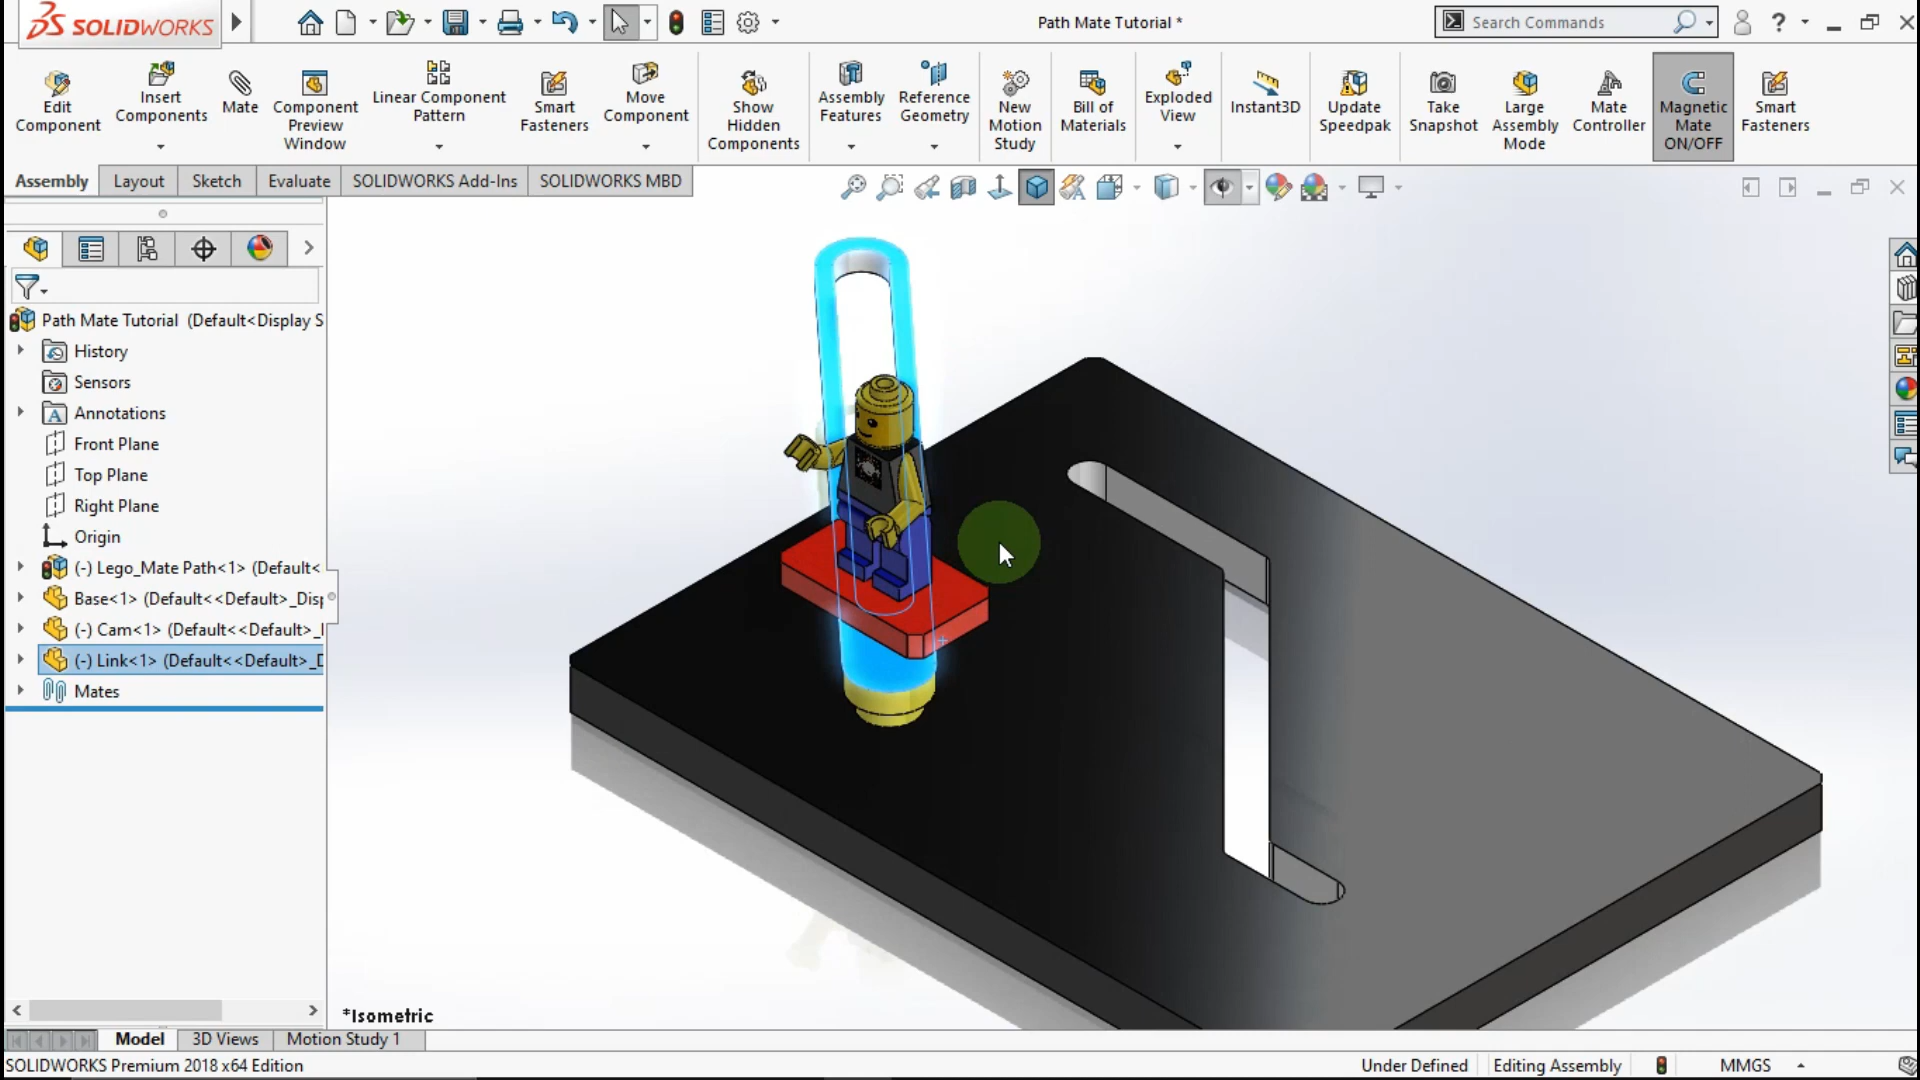 SOLIDWORKS
Path Mate Tutorial *
Search Commands
Edit Component
Insert Components
Mate
Component Preview Window
Linear Component Pattern
Smart Fasteners
Move Component
Show Hidden Components
Assembly Features
Reference Geometry
New Motion Study
Bill of Materials
Exploded View
Instant3D
Update Speedpak
Take Snapshot
Large Assembly Mode
Mate Controller
Magnetic Mate ON/OFF
Smart Fasteners
Assembly
Layout
Sketch
Evaluate
SOLIDWORKS Add-Ins
SOLIDWORKS MBD
Path Mate Tutorial (Default<Display S
History
Sensors
Annotations
Front Plane
Top Plane
Right Plane
Origin
(-) Lego_Mate Path<1> (Default<
Base<1> (Default<<Default>_Disp
(-) Cam<1> (Default<<Default>_
(-) Link<1> (Default<<Default>_D
Mates
*Isometric
Model
3D Views
Motion Study 1
SOLIDWORKS Premium 2018 x64 Edition
Under Defined
Editing Assembly
MMGS